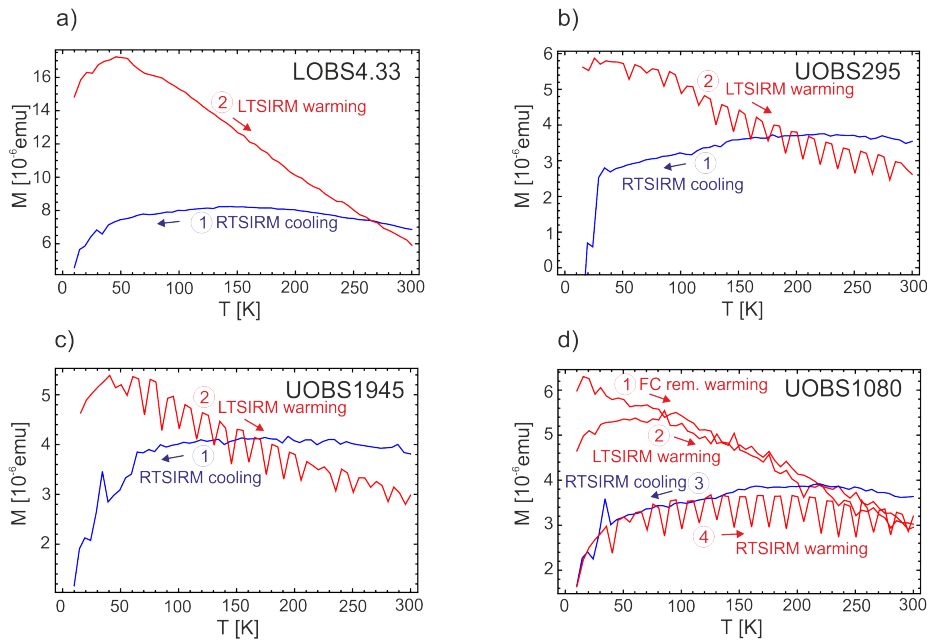 a)
LOBS4.33
16
14
12
10
8
6
M [10⁻⁶emu]
2 LTSIRM warming
1 RTSIRM cooling
0 50 100 150 200 250 300
T [K]
b)
UOBS295
6
5
4
3
2
1
0
M [10⁻⁶emu]
2
LTSIRM warming
1
RTSIRM cooling
0 50 100 150 200 250 300
T [K]
c)
UOBS1945
5
4
3
2
M [10⁻⁶emu]
2
LTSIRM warming
1
RTSIRM cooling
0 50 100 150 200 250 300
T [K]
d)
UOBS1080
6
5
4
3
2
M [10⁻⁶emu]
1 FC rem. warming
2
LTSIRM warming
RTSIRM cooling 3
4
RTSIRM warming
0 50 100 150 200 250 300
T [K]